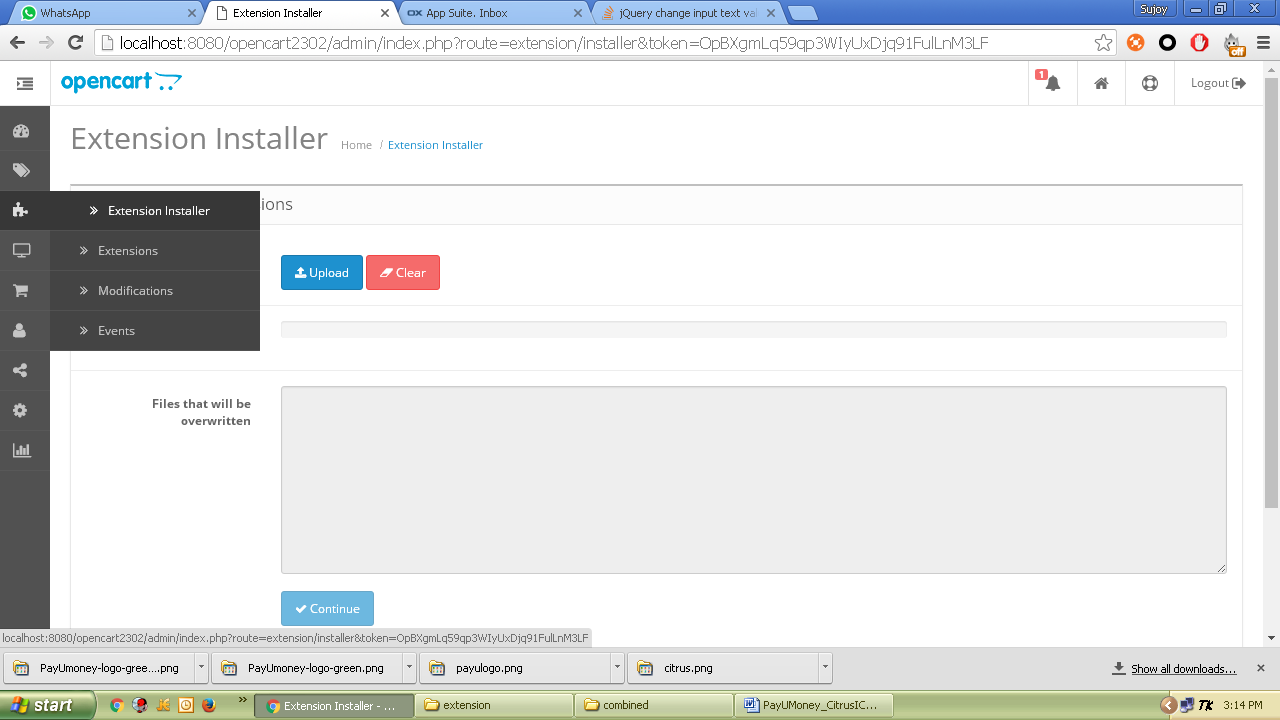 WhatsApp
Extension Installer
App Suite. Inbox
jQuery change input text val
Sujoy
localhost:8080/opencart2302/admin/index.php?route=extension/installer&token=OpBXgmLq59qp3WIyUxDjq91FulLnM3LF
off
opencart
1
Logout
Extension Installer
Home / Extension Installer
ions
Extension Installer
Extensions
Modifications
Events
Upload
Clear
Files that will be
overwritten
Continue
localhost:8080/opencart2302/admin/index.php?route=extension/installer&token=OpBXgmLq59qp3WIyUxDjq91FulLnM3LF
PayUmoney-logo-gree....png
PayUmoney-logo-green.png
payulogo.png
citrus.png
Show all downloads...
start
Extension Installer - ...
extension
combined
PayUMoney_CitrusIC...
TK
3:14 PM